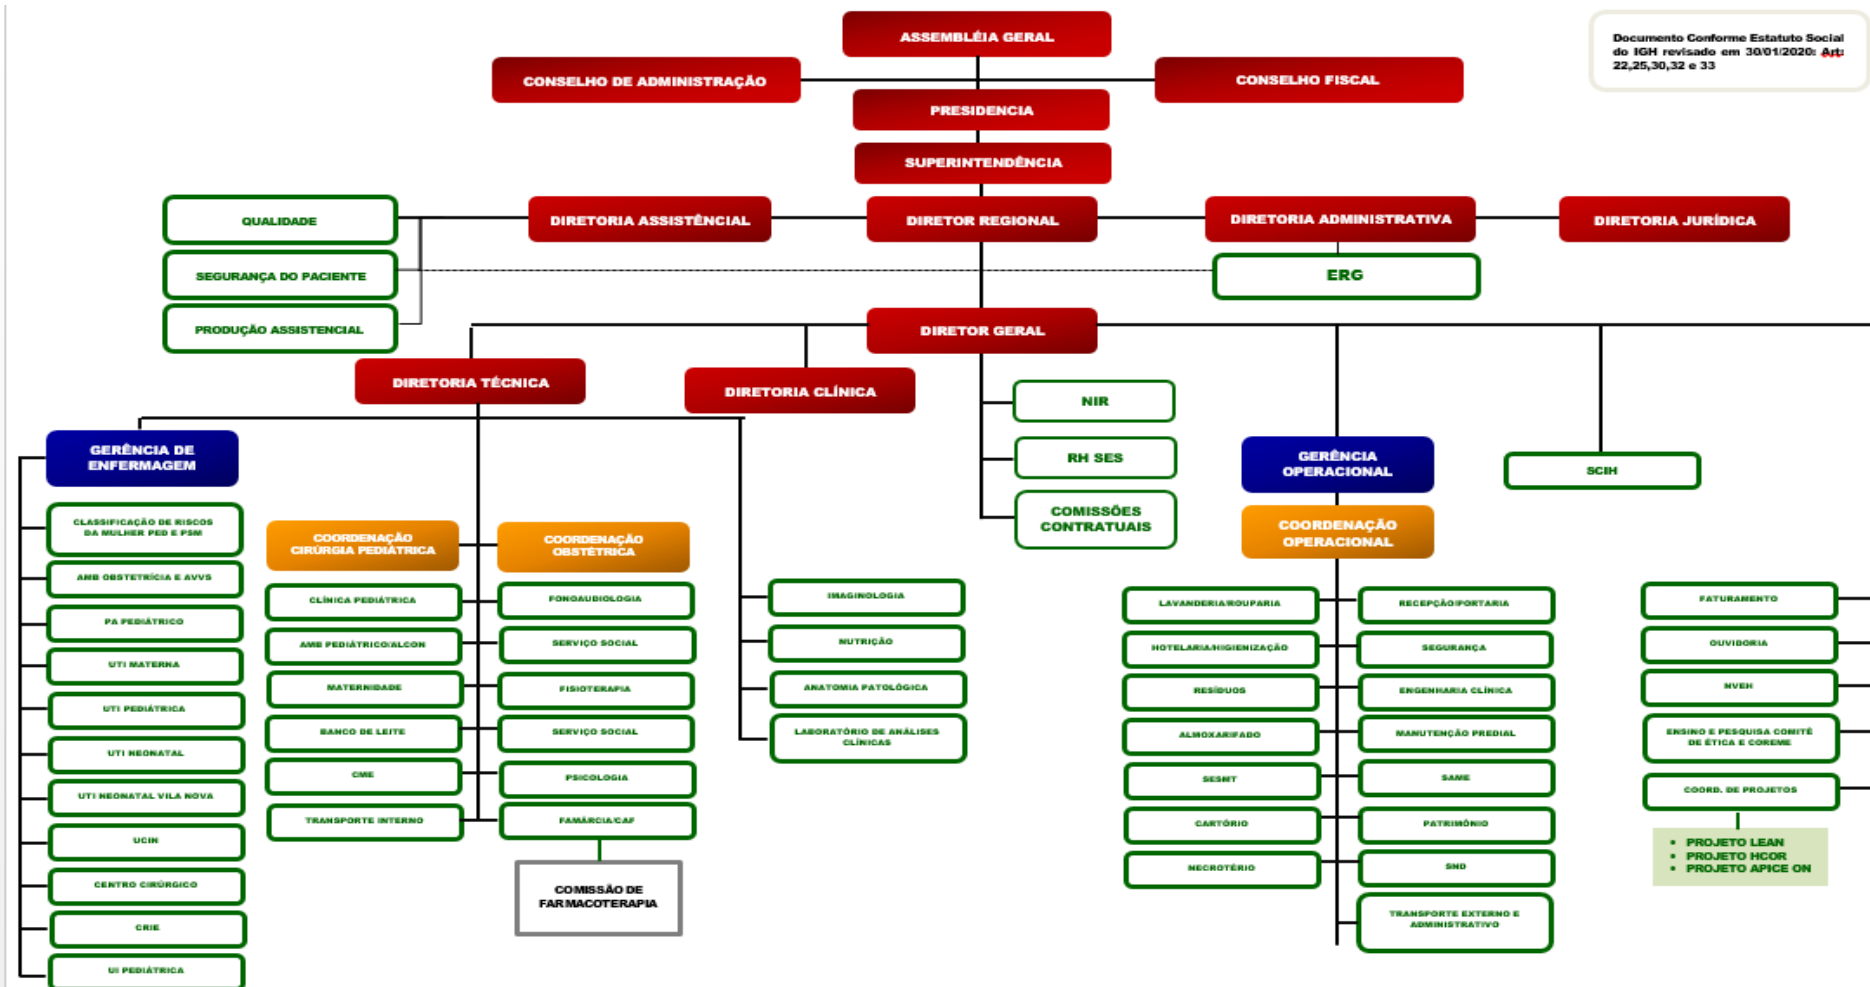 ASSEMBLÉIA GERAL
Documento Conforme Estatuto Social
do IGH revisado em 30/01/2020: Art:
22,25,30,32 e 33
CONSELHO DE ADMINISTRAÇÃO
CONSELHO FISCAL
PRESIDENCIA
SUPERINTENDÊNCIA
QUALIDADE
DIRETORIA ASSISTÊNCIAL
DIRETOR REGIONAL
DIRETORIA ADMINISTRATIVA
DIRETORIA JURÍDICA
SEGURANÇA DO PACIENTE
ERG
PRODUÇÃO ASSISTENCIAL
DIRETOR GERAL
DIRETORIA TÉCNICA
DIRETORIA CLÍNICA
NIR
RH SES
COMISSÕES
CONTRATUAIS
GERÊNCIA DE
ENFERMAGEM
CLASSIFICAÇÃO DE RISCOS
DA MULHER PED E PSM
AMB OBSTETRÍCIA E AVVS
PA PEDIÁTRICO
UTI MATERNA
UTI PEDIÁTRICA
UTI NEONATAL
UTI NEONATAL VILA NOVA
UCIN
CENTRO CIRÚRGICO
CRIE
UI PEDIÁTRICA
COORDENAÇÃO
CIRÚRGIA PEDIÁTRICA
CLÍNICA PEDIÁTRICA
AMB PEDIÁTRICO/ALCON
MATERNIDADE
BANCO DE LEITE
CME
TRANSPORTE INTERNO
COORDENAÇÃO
OBSTÉTRICA
FONOAUDIOLOGIA
SERVIÇO SOCIAL
FISIOTERAPIA
SERVIÇO SOCIAL
PSICOLOGIA
FAMÁRCIA/CAF
COMISSÃO DE
FARMACOTERAPIA
IMAGINOLOGIA
NUTRIÇÃO
ANATOMIA PATOLÓGICA
LABORATÓRIO DE ANÁLISES
CLÍNICAS
GERÊNCIA
OPERACIONAL
COORDENAÇÃO
OPERACIONAL
LAVANDERIA/ROUPARIA
HOTELARIA/HIGIENIZAÇÃO
RESÍDUOS
ALMOXARIFADO
SESMT
CARTÓRIO
NECROTÉRIO
RECEPÇÃO/PORTARIA
SEGURANÇA
ENGENHARIA CLÍNICA
MANUTENÇÃO PREDIAL
SAME
PATRIMÔNIO
SND
TRANSPORTE EXTERNO E
ADMINISTRATIVO
SCIH
FATURAMENTO
OUVIDORIA
NVEH
ENSINO E PESQUISA COMITÊ
DE ÉTICA E COREME
COORD. DE PROJETOS
• PROJETO LEAN
• PROJETO HCOR
• PROJETO APICE ON